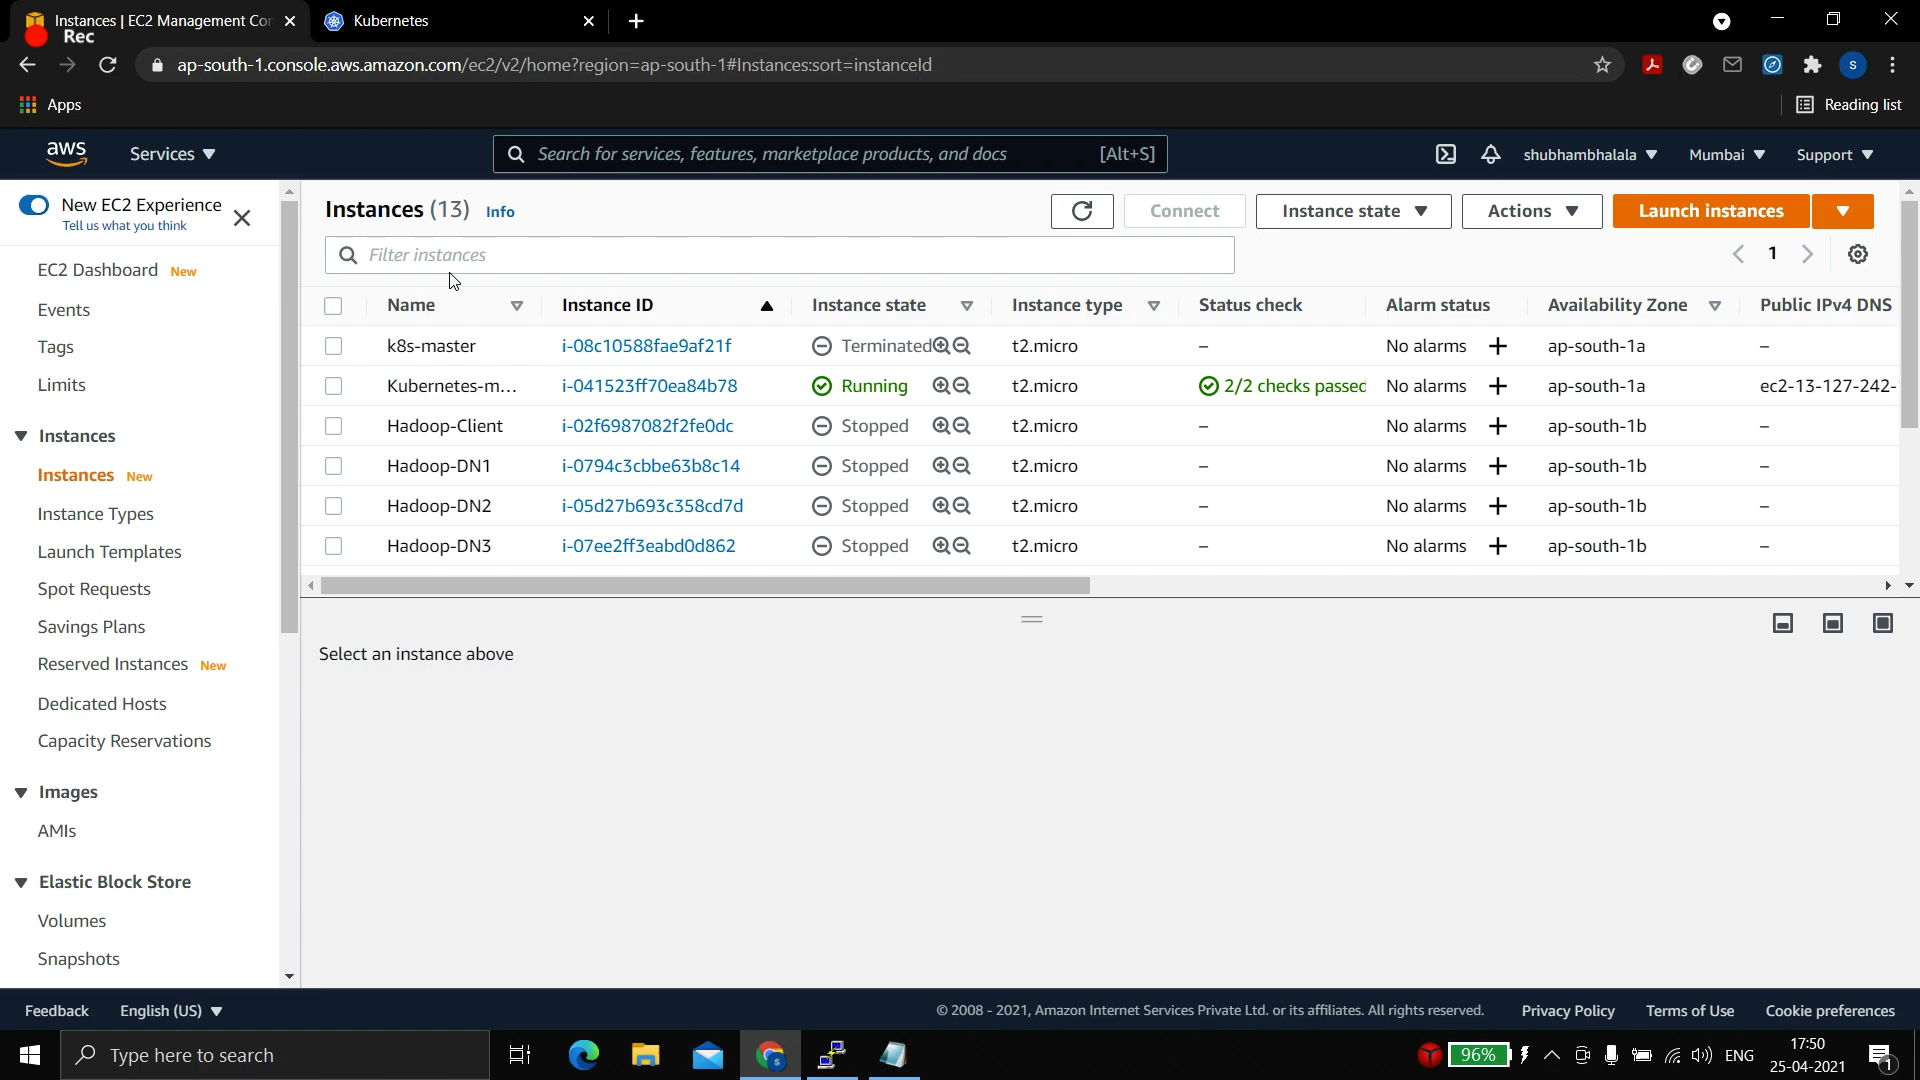 Instances | EC2 Management Cor
Kubernetes
Rec
ap-south-1.console.aws.amazon.com/ec2/v2/home?region=ap-south-1#Instances:sort=instanceId
S
Apps
Reading list
aws
Services
Search for services, features, marketplace products, and docs [Alt+S]
shubhambhalala
Mumbai
Support
New EC2 Experience
Tell us what you think
EC2 Dashboard New
Events
Tags
Limits
Instances
Instances New
Instance Types
Launch Templates
Spot Requests
Savings Plans
Reserved Instances New
Dedicated Hosts
Capacity Reservations
Images
AMIs
Elastic Block Store
Volumes
Snapshots
Instances (13) Info
Connect
Instance state
Actions
Launch instances
Filter instances
1
Name Instance ID Instance state Instance type Status check Alarm status Availability Zone Public IPv4 DNS
k8s-master i-08c10588fae9af21f Terminated t2.micro – No alarms + ap-south-1a –
Kubernetes-m... i-041523ff70ea84b78 Running t2.micro 2/2 checks passed No alarms + ap-south-1a ec2-13-127-242-
Hadoop-Client i-02f6987082f2fe0dc Stopped t2.micro – No alarms + ap-south-1b –
Hadoop-DN1 i-0794c3cbbe63b8c14 Stopped t2.micro – No alarms + ap-south-1b –
Hadoop-DN2 i-05d27b693c358cd7d Stopped t2.micro – No alarms + ap-south-1b –
Hadoop-DN3 i-07ee2ff3eabd0d862 Stopped t2.micro – No alarms + ap-south-1b –
Select an instance above
Feedback
English (US)
© 2008 - 2021, Amazon Internet Services Private Ltd. or its affiliates. All rights reserved.
Privacy Policy
Terms of Use
Cookie preferences
Type here to search
96%
ENG
17:50
25-04-2021
1